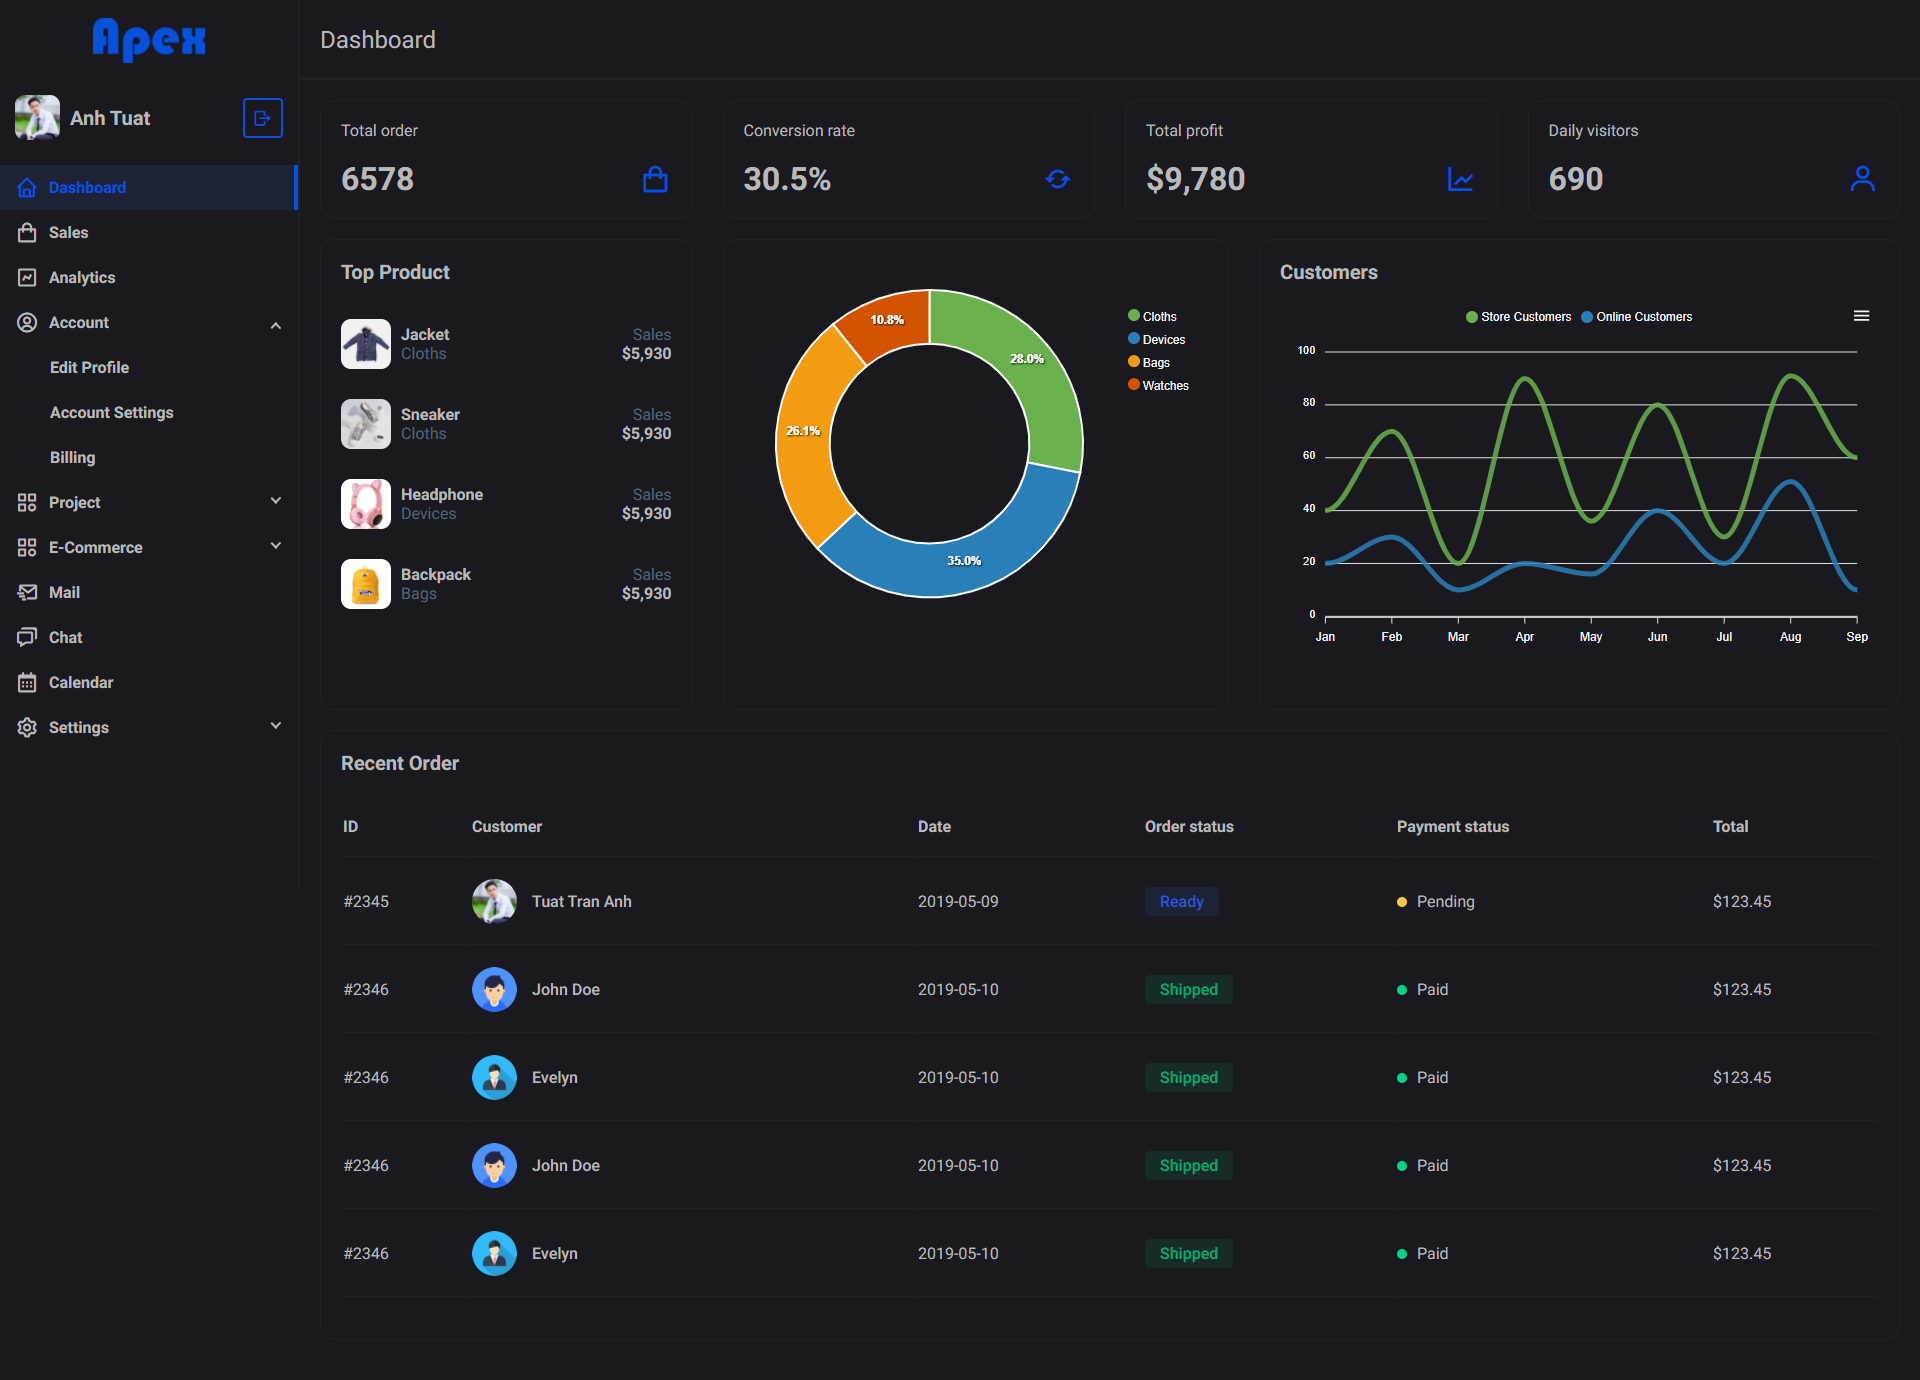 Apex
Anh Tuat
Dashboard
Sales
Analytics
Account
Edit Profile
Account Settings
Billing
Project
E-Commerce
Mail
Chat
Calendar
Settings
Dashboard
Total order
6578
Conversion rate
30.5%
Total profit
$9,780
Daily visitors
690
Top Product
Jacket Sales
Cloths $5,930
Sneaker Sales
Cloths $5,930
Headphone Sales
Devices $5,930
Backpack Sales
Bags $5,930
10.8%
28.0%
26.1%
35.0%
Cloths
Devices
Bags
Watches
Customers
Store Customers Online Customers
100
80
60
40
20
0
Jan Feb Mar Apr May Jun Jul Aug Sep
Recent Order
ID Customer Date Order status Payment status Total
#2345 Tuat Tran Anh 2019-05-09 Ready Pending $123.45
#2346 John Doe 2019-05-10 Shipped Paid $123.45
#2346 Evelyn 2019-05-10 Shipped Paid $123.45
#2346 John Doe 2019-05-10 Shipped Paid $123.45
#2346 Evelyn 2019-05-10 Shipped Paid $123.45